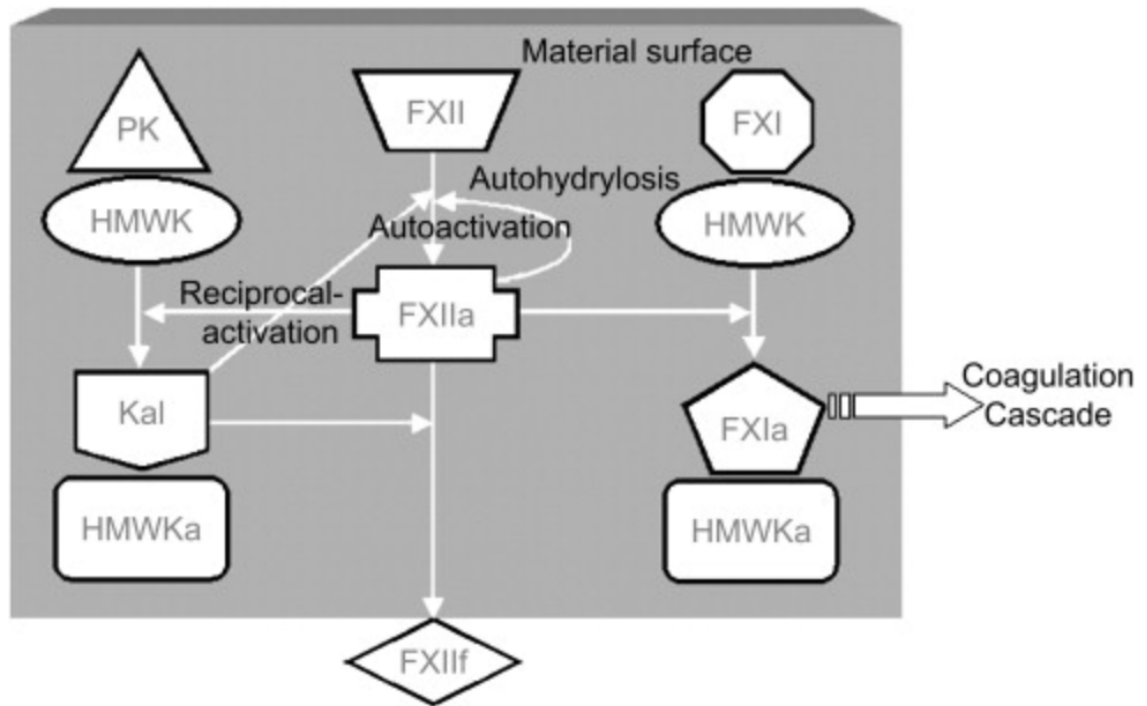 Material surface
PK
FXII
FXI
HMWK
Autohydrylosis
HMWK
Autoactivation
Reciprocal-
activation
FXIIa
Kal
FXIa
Coagulation
Cascade
HMWKa
HMWKa
FXIIf